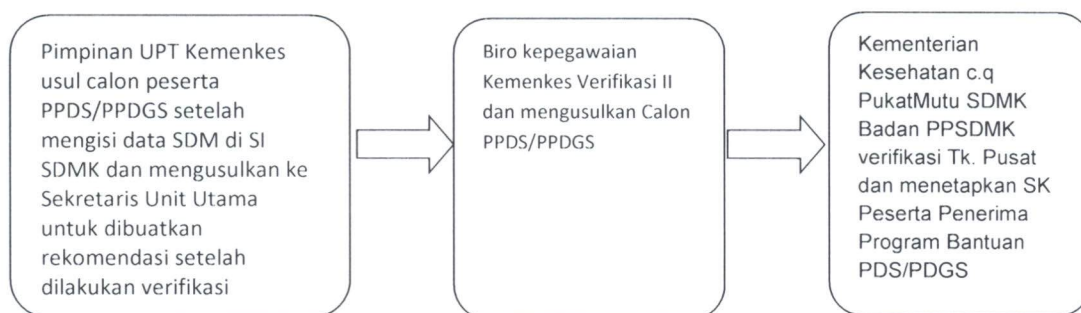 Pimpinan UPT Kemenkes
usul calon peserta
PPDS/PPDGS setelah
mengisi data SDM di SI
SDMK dan mengusulkan ke
Sekretaris Unit Utama
untuk dibuatkan
rekomendasi setelah
dilakukan verifikasi
Biro kepegawaian
Kemenkes Verifikasi II
dan mengusulkan Calon
PPDS/PPDGS
Kementerian
Kesehatan c.q
PukatMutu SDMK
Badan PPSDMK
verifikasi Tk. Pusat
dan menetapkan SK
Peserta Penerima
Program Bantuan
PDS/PDGS